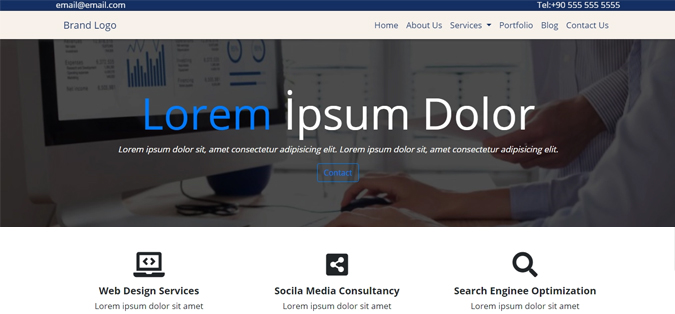 email@email.com
Tel:+90 555 555 5555
Brand Logo
Home About Us Services Portfolio Blog Contact Us
Lorem İpsum Dolor
Lorem ipsum dolor sit, amet consectetur adipisicing elit. Lorem ipsum dolor sit, amet consectetur adipisicing elit.
Contact
Web Design Services
Lorem ipsum dolor sit amet
Socila Media Consultancy
Lorem ipsum dolor sit amet
Search Enginee Optimization
Lorem ipsum dolor sit amet